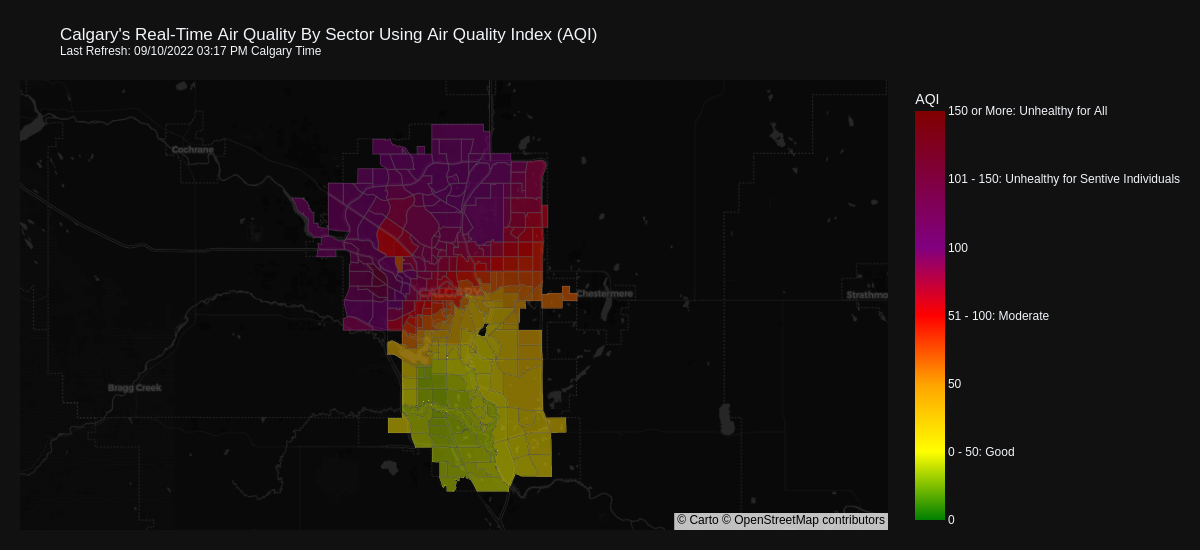 Calgary's Real-Time Air Quality By Sector Using Air Quality Index (AQI)
Last Refresh: 09/10/2022 03:17 PM Calgary Time
AQI
150 or More: Unhealthy for All
Cochrane
101 - 150: Unhealthy for Sentive Individuals
100
CALGARY
Chestermere
Strathmo
51 - 100: Moderate
Bragg Creek
50
0 - 50: Good
0
© Carto © OpenStreetMap contributors